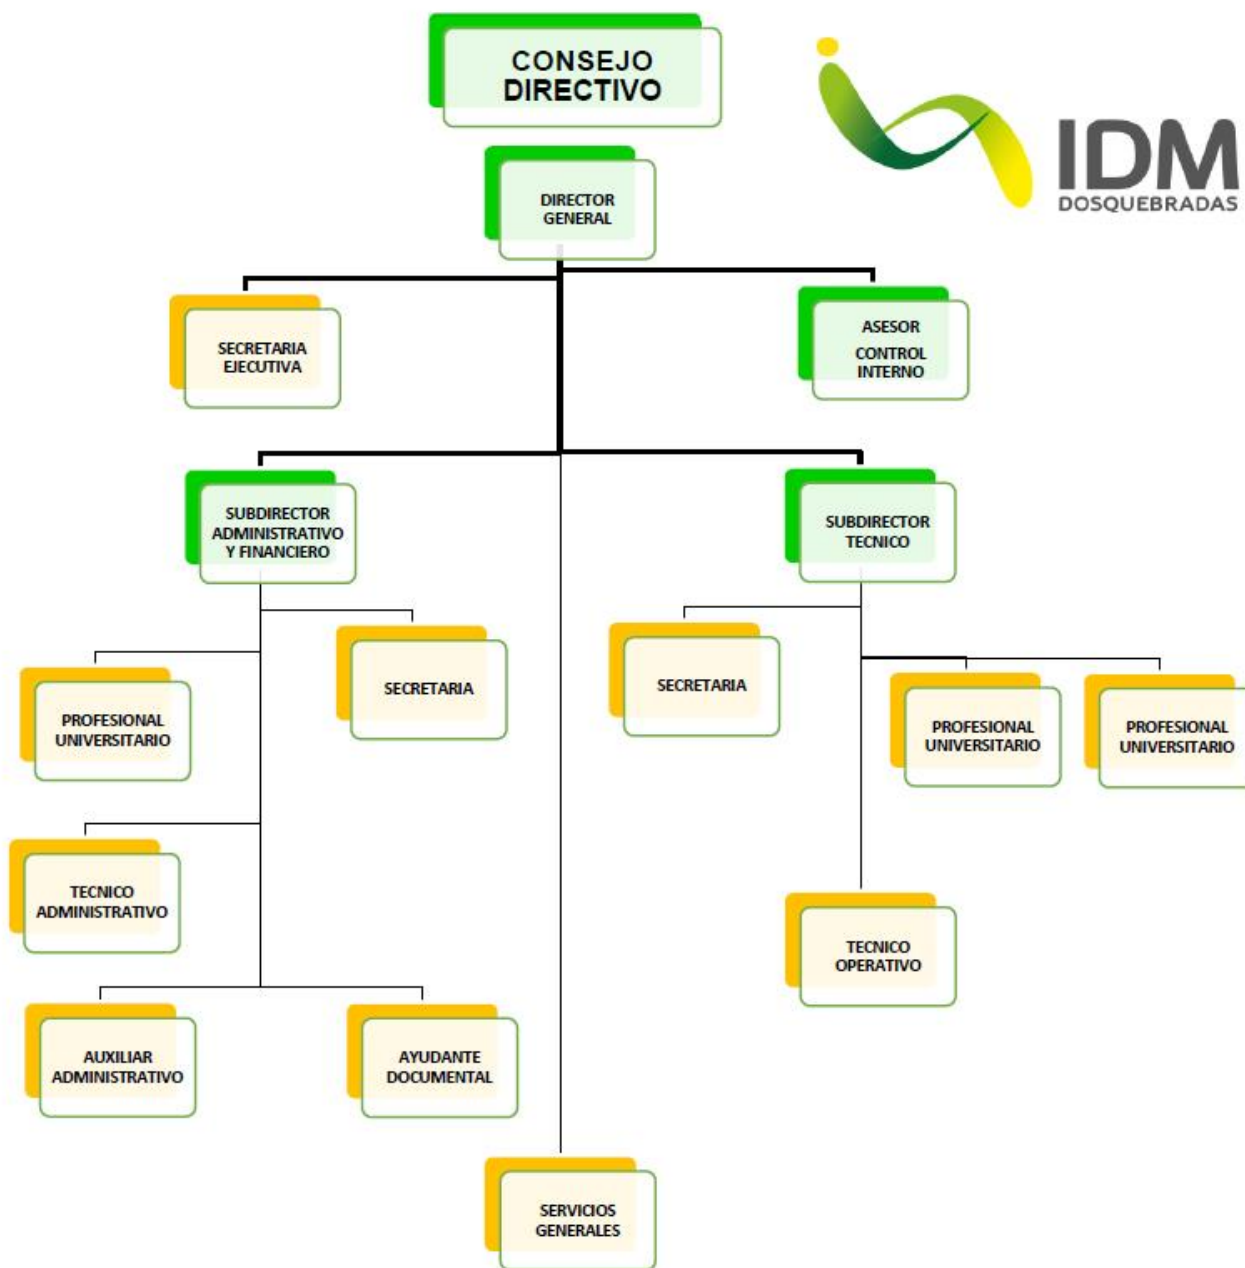 CONSEJO
DIRECTIVO
IDM
DOSQUEBRADAS
DIRECTOR
GENERAL
SECRETARIA
EJECUTIVA
ASESOR
CONTROL
INTERNO
SUBDIRECTOR
ADMINISTRATIVO
Y FINANCIERO
SUBDIRECTOR
TECNICO
PROFESIONAL
UNIVERSITARIO
SECRETARIA
SECRETARIA
PROFESIONAL
UNIVERSITARIO
PROFESIONAL
UNIVERSITARIO
TECNICO
ADMINISTRATIVO
TECNICO
OPERATIVO
AUXILIAR
ADMINISTRATIVO
AYUDANTE
DOCUMENTAL
SERVICIOS
GENERALES